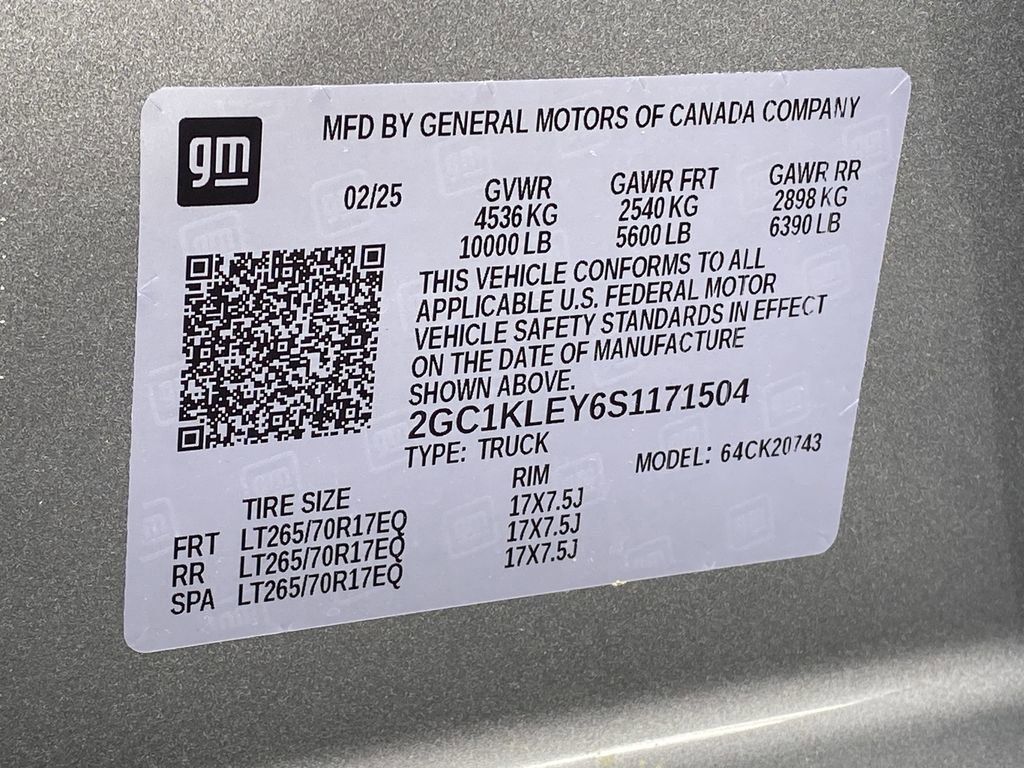 gm
MFD BY GENERAL MOTORS OF CANADA COMPANY
02/25 GVWR GAWR FRT GAWR RR
4536 KG 2540 KG 2898 KG
10000 LB 5600 LB 6390 LB
THIS VEHICLE CONFORMS TO ALL
APPLICABLE U.S. FEDERAL MOTOR
VEHICLE SAFETY STANDARDS IN EFFECT
ON THE DATE OF MANUFACTURE
SHOWN ABOVE.
2GC1KLEY6S1171504
TYPE: TRUCK MODEL: 64CK20743
TIRE SIZE RIM
FRT LT265/70R17EQ 17X7.5J
RR LT265/70R17EQ 17X7.5J
SPA LT265/70R17EQ 17X7.5J